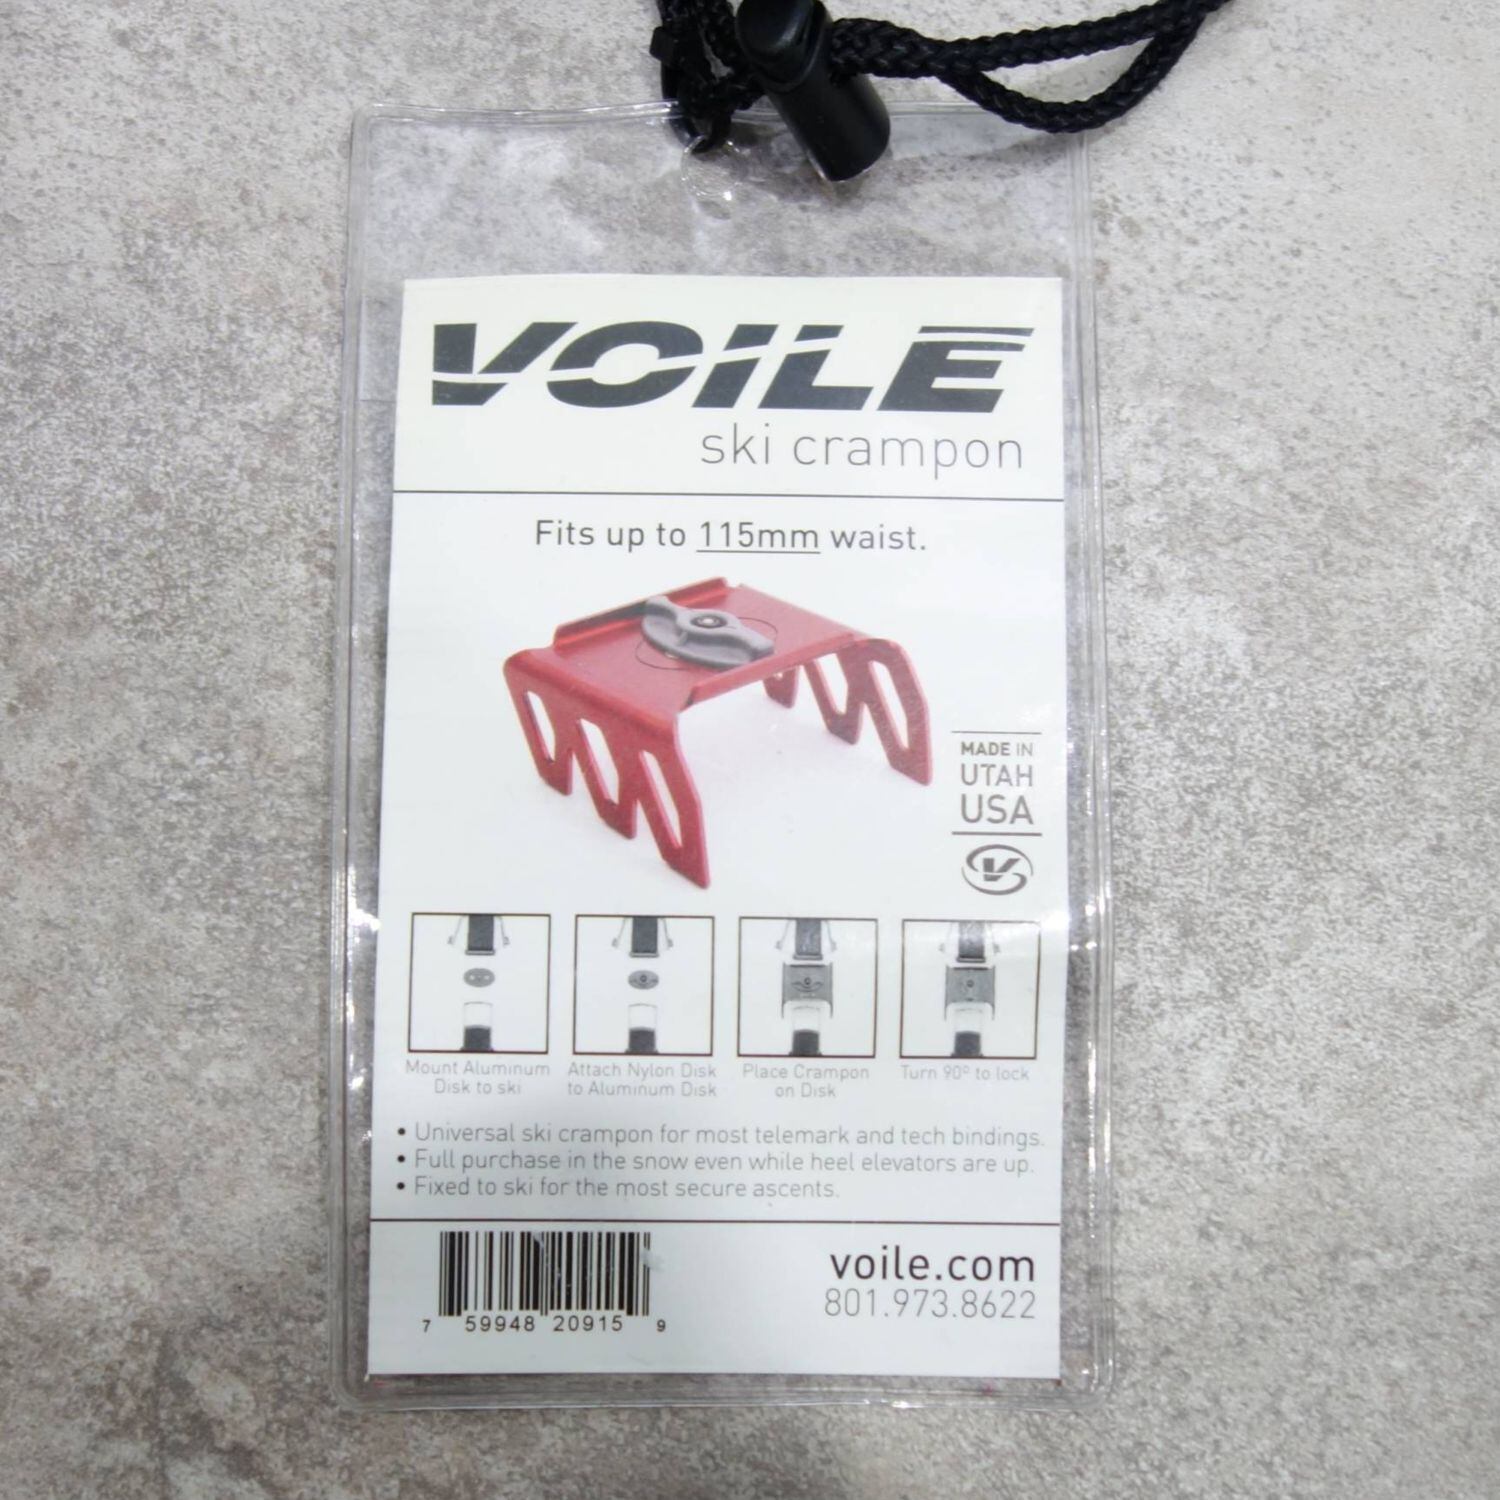 VOILE
ski crampon
Fits up to 115mm waist.
MADE IN
UTAH
USA
V
Mount Aluminum
Disk to ski
Attach Nylon Disk
to Aluminum Disk
Place Crampon
on Disk
Turn 90° to lock
• Universal ski crampon for most telemark and tech bindings.
• Full purchase in the snow even while heel elevators are up.
• Fixed to ski for the most secure ascents.
voile.com
801.973.8622
7 59948 20915 9